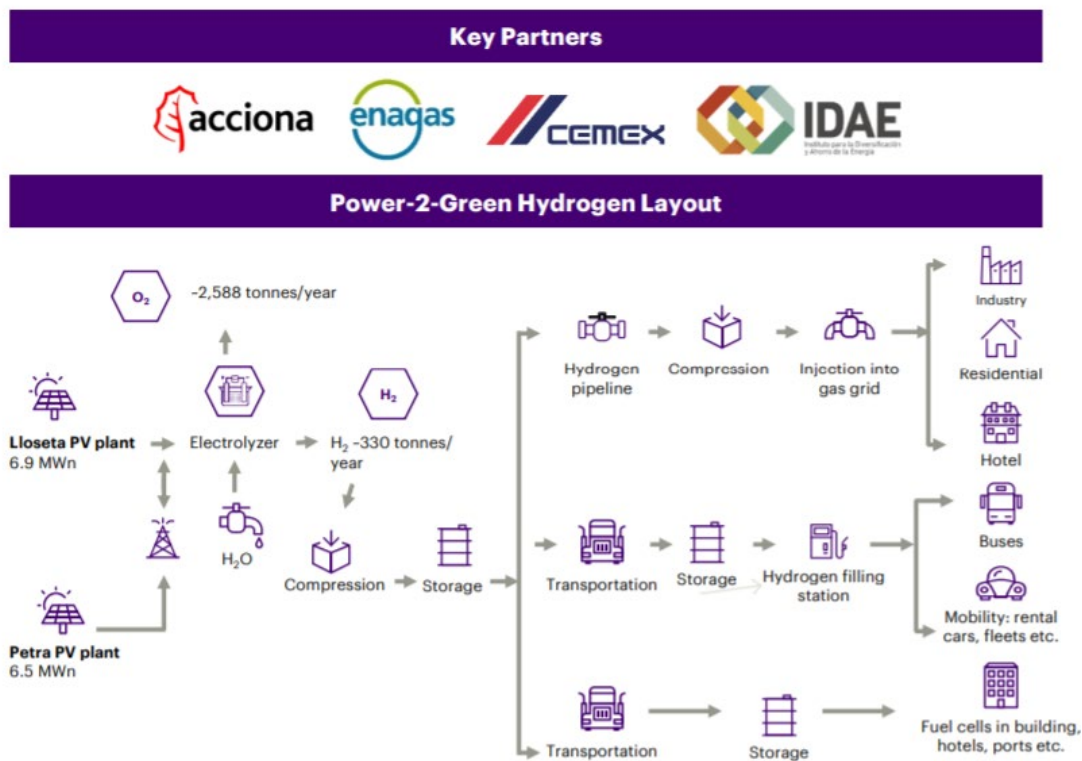 Key Partners
acciona
enagas
CEMEX
IDAE
Instituto para la Diversificación
y Ahorro de la Energía
Power-2-Green Hydrogen Layout
O₂
~2,588 tonnes/year
Lloseta PV plant
6.9 MWn
Electrolyzer
H₂
H₂ ~330 tonnes/
year
H₂O
Petra PV plant
6.5 MWn
Compression
Storage
Hydrogen
pipeline
Compression
Injection into
gas grid
Industry
Residential
Hotel
Transportation
Storage
Hydrogen filling
station
Buses
Mobility: rental
cars, fleets etc.
Transportation
Storage
Fuel cells in building,
hotels, ports etc.